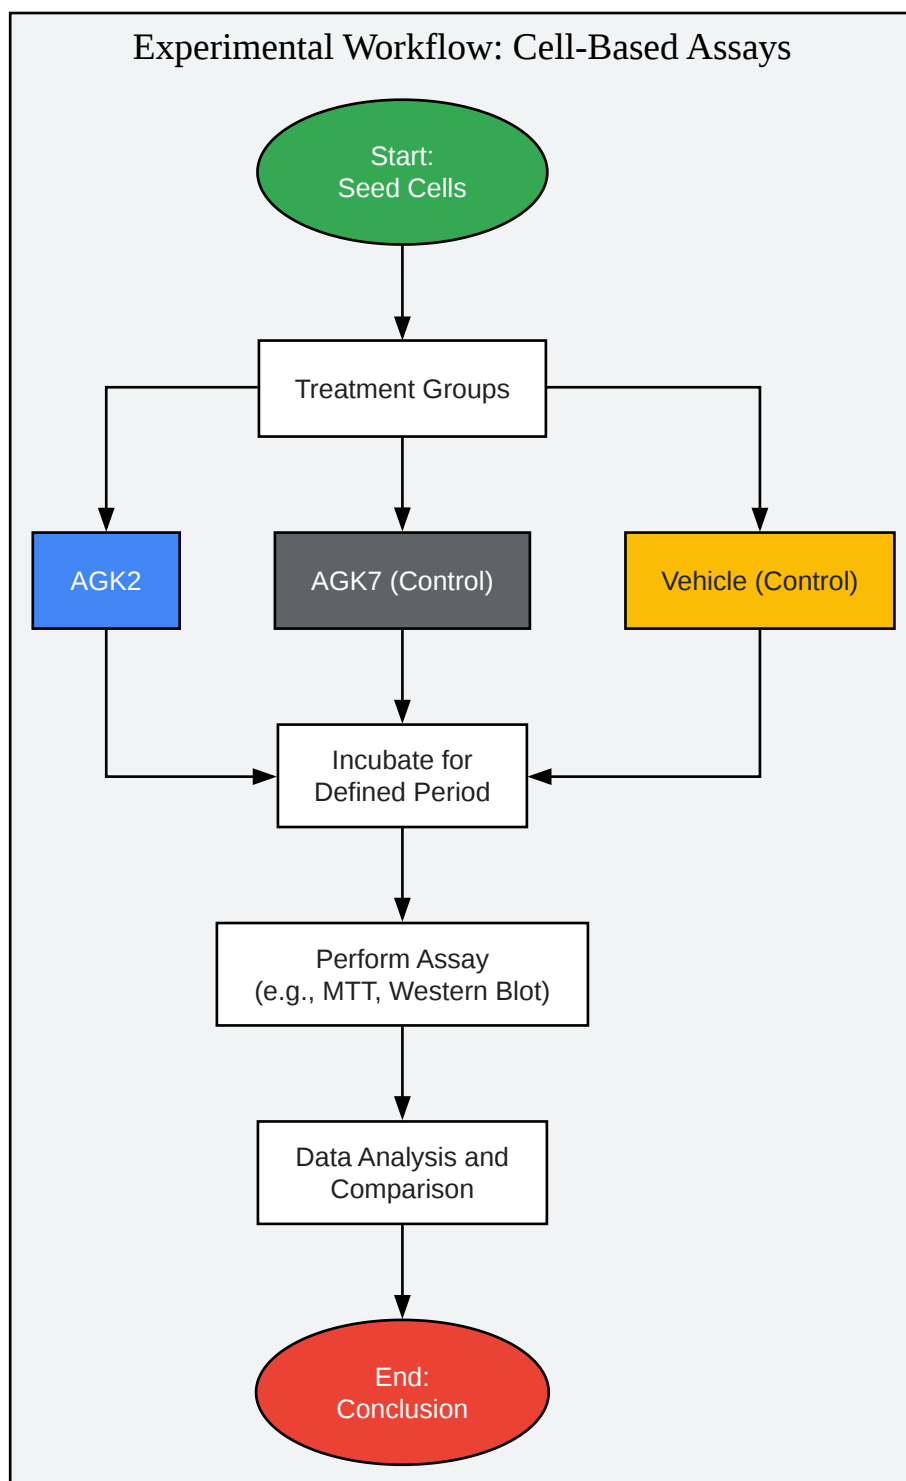 Experimental Workflow: Cell-Based Assays
Start:
Seed Cells
Treatment Groups
AGK2
AGK7 (Control)
Vehicle (Control)
Incubate for
Defined Period
Perform Assay
(e.g., MTT, Western Blot)
Data Analysis and
Comparison
End:
Conclusion